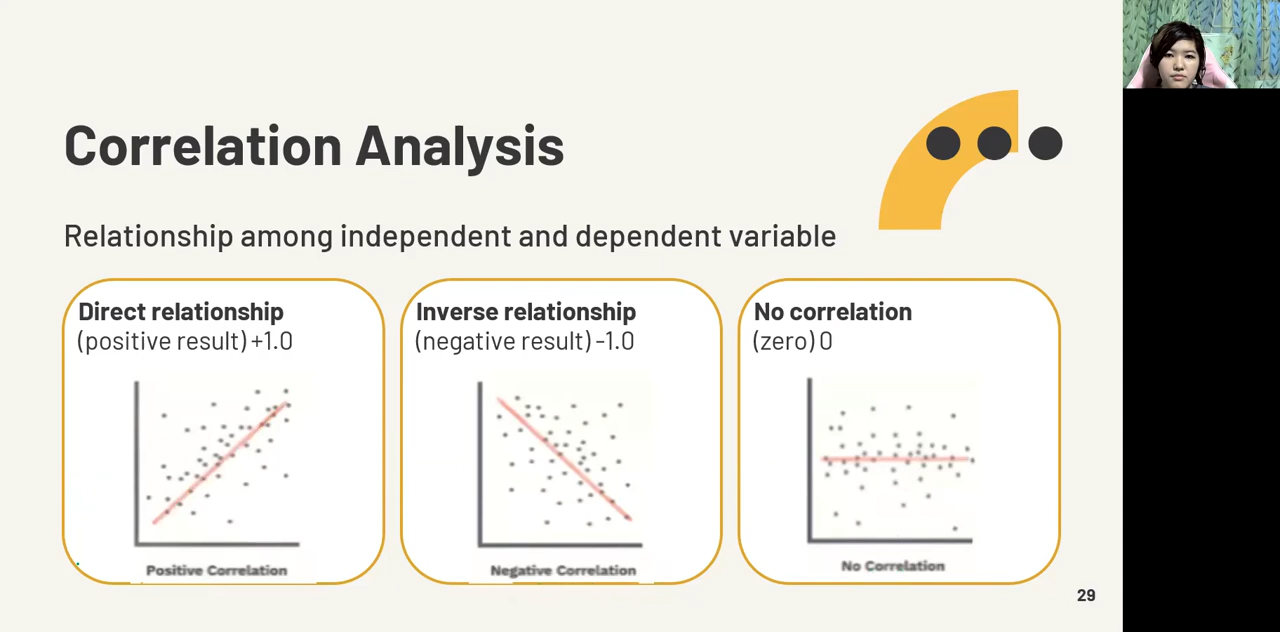 Correlation Analysis
Relationship among independent and dependent variable
Direct relationship
(positive result) +1.0
Positive Correlation
Inverse relationship
(negative result) -1.0
Negative Correlation
No correlation
(zero) 0
No Correlation
29